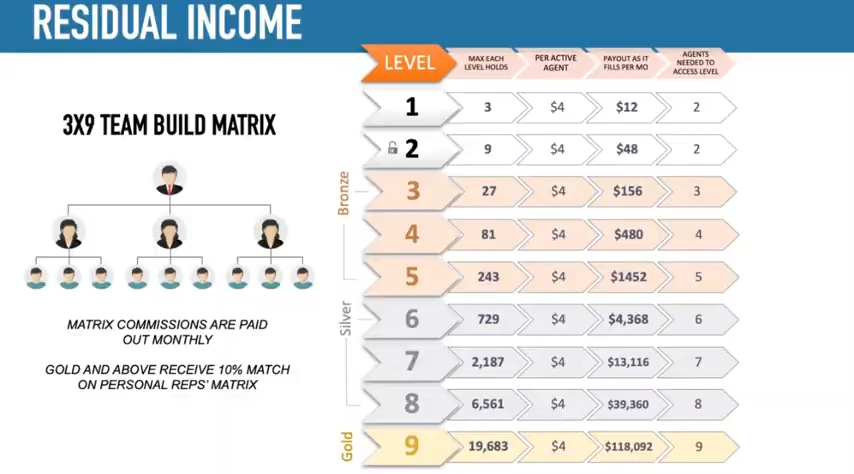 RESIDUAL INCOME
3X9 TEAM BUILD MATRIX
MATRIX COMMISSIONS ARE PAID
OUT MONTHLY
GOLD AND ABOVE RECEIVE 10% MATCH
ON PERSONAL REPS' MATRIX
LEVEL
MAX EACH
LEVEL HOLDS
PER ACTIVE
AGENT
PAYOUT AS IT
FILLS PER MO
AGENTS
NEEDED TO
ACCESS LEVEL
1 3 $4 $12 2
2 9 $4 $48 2
Bronze
3 27 $4 $156 3
4 81 $4 $480 4
5 243 $4 $1452 5
Silver
6 729 $4 $4,368 6
7 2,187 $4 $13,116 7
8 6,561 $4 $39,360 8
Gold
9 19,683 $4 $118,092 9